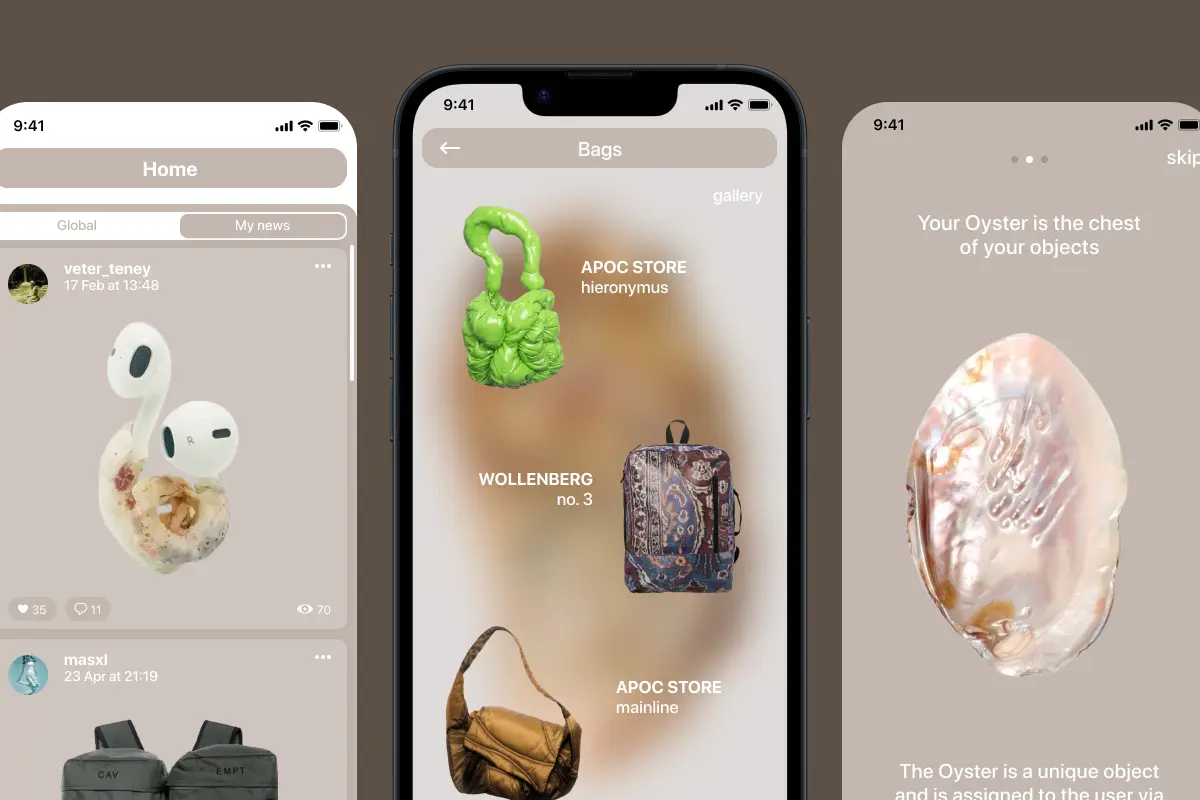 9:41
Home
Global
My news
veter_teney
17 Feb at 13:48
R
35
11
70
masxl
23 Apr at 21:19
CAV
EMPT
9:41
Bags
gallery
APOC STORE
hieronymus
WOLLENBERG
no. 3
APOC STORE
mainline
9:41
skip
Your Oyster is the chest
of your objects
The Oyster is a unique object
and is assigned to the user via